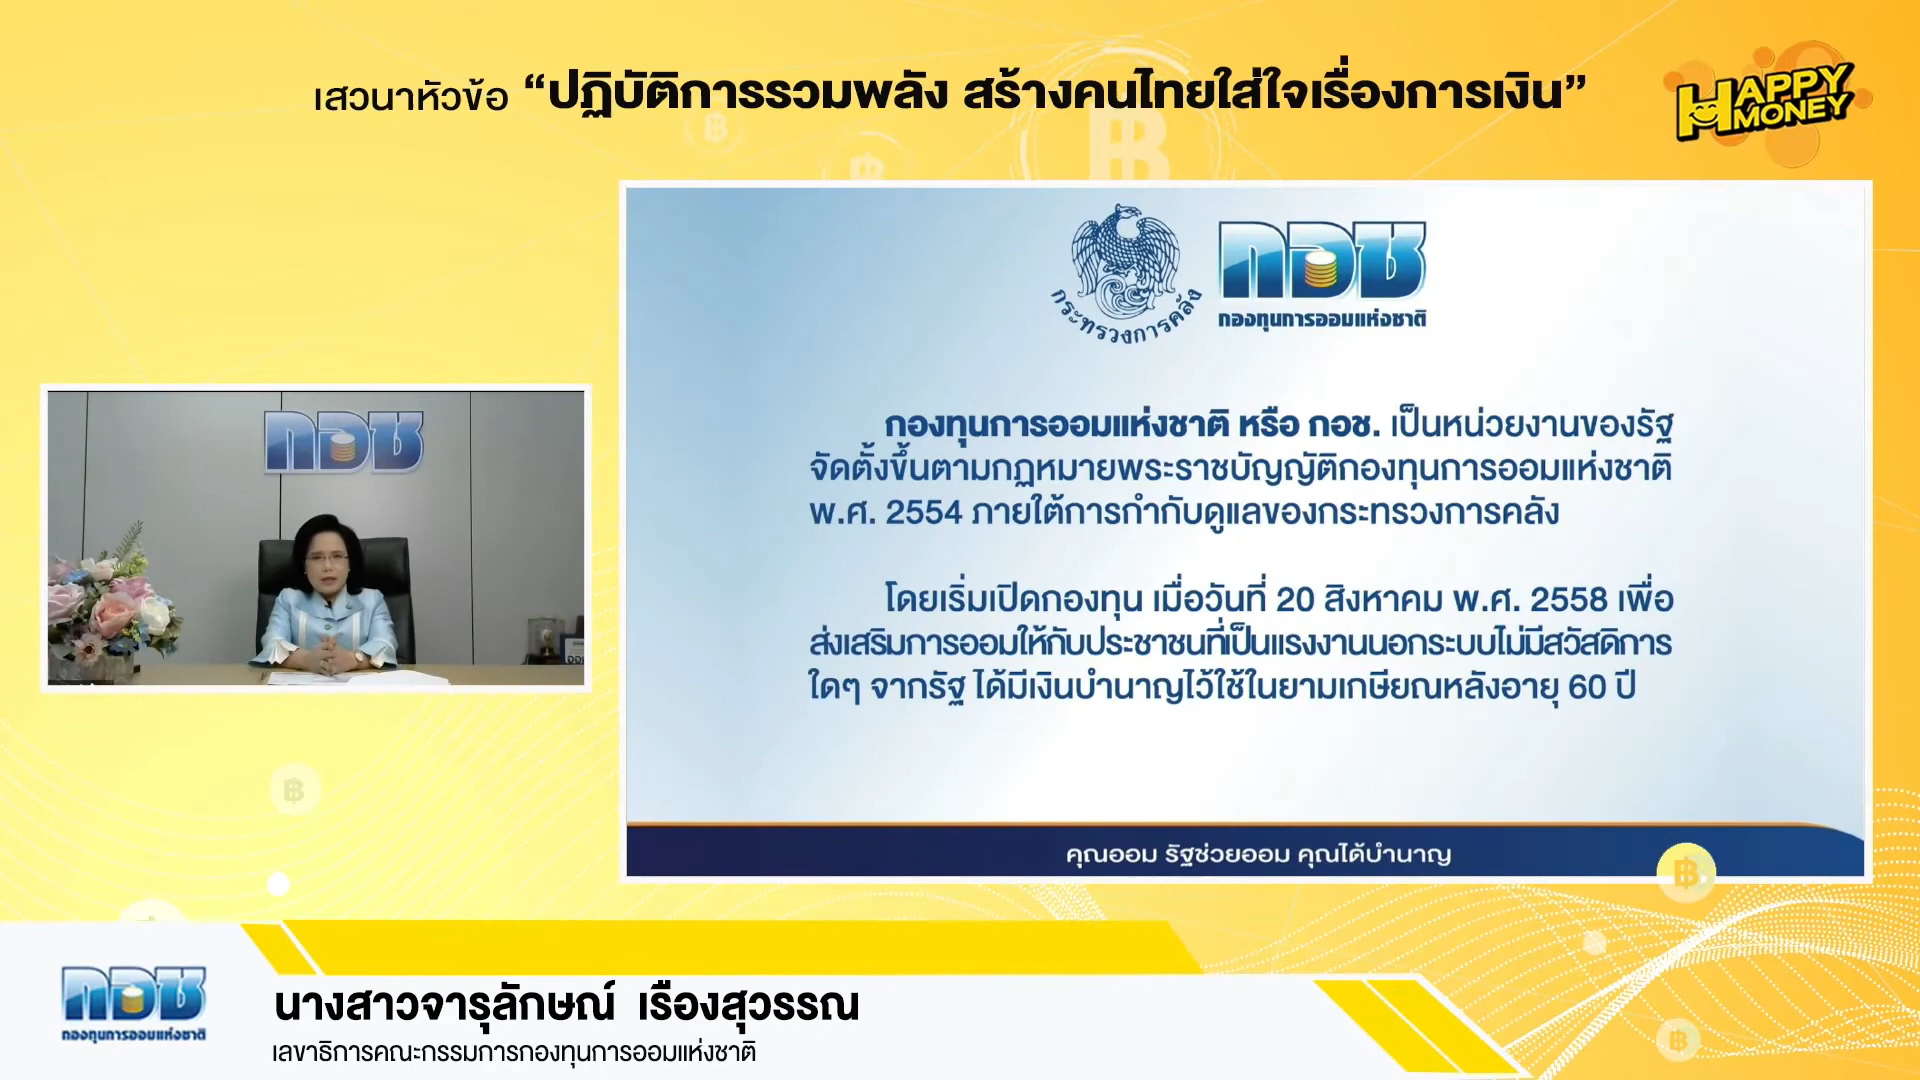 เสวนาหัวข้อ “ปฏิบัติการรวมพลัง สร้างคนไทยใส่ใจเรื่องการเงิน”
HAPPY
MONEY
กระทรวงการคลัง
กอช
กองทุนการออมแห่งชาติ
กอช
กองทุนการออมแห่งชาติ หรือ กอช. เป็นหน่วยงานของรัฐ
จัดตั้งขึ้นตามกฎหมายพระราชบัญญัติกองทุนการออมแห่งชาติ
พ.ศ. 2554 ภายใต้การกำกับดูแลของกระทรวงการคลัง
โดยเริ่มเปิดกองทุน เมื่อวันที่ 20 สิงหาคม พ.ศ. 2558 เพื่อ
ส่งเสริมการออมให้กับประชาชนที่เป็นแรงงานนอกระบบไม่มีสวัสดิการ
ใดๆ จากรัฐ ได้มีเงินบำนาญไว้ใช้ในยามเกษียณหลังอายุ 60 ปี
คุณออม รัฐช่วยออม คุณได้บำนาญ
กอช
กองทุนการออมแห่งชาติ
นางสาวจารุลักษณ์ เรืองสุวรรณ
เลขาธิการคณะกรรมการกองทุนการออมแห่งชาติ